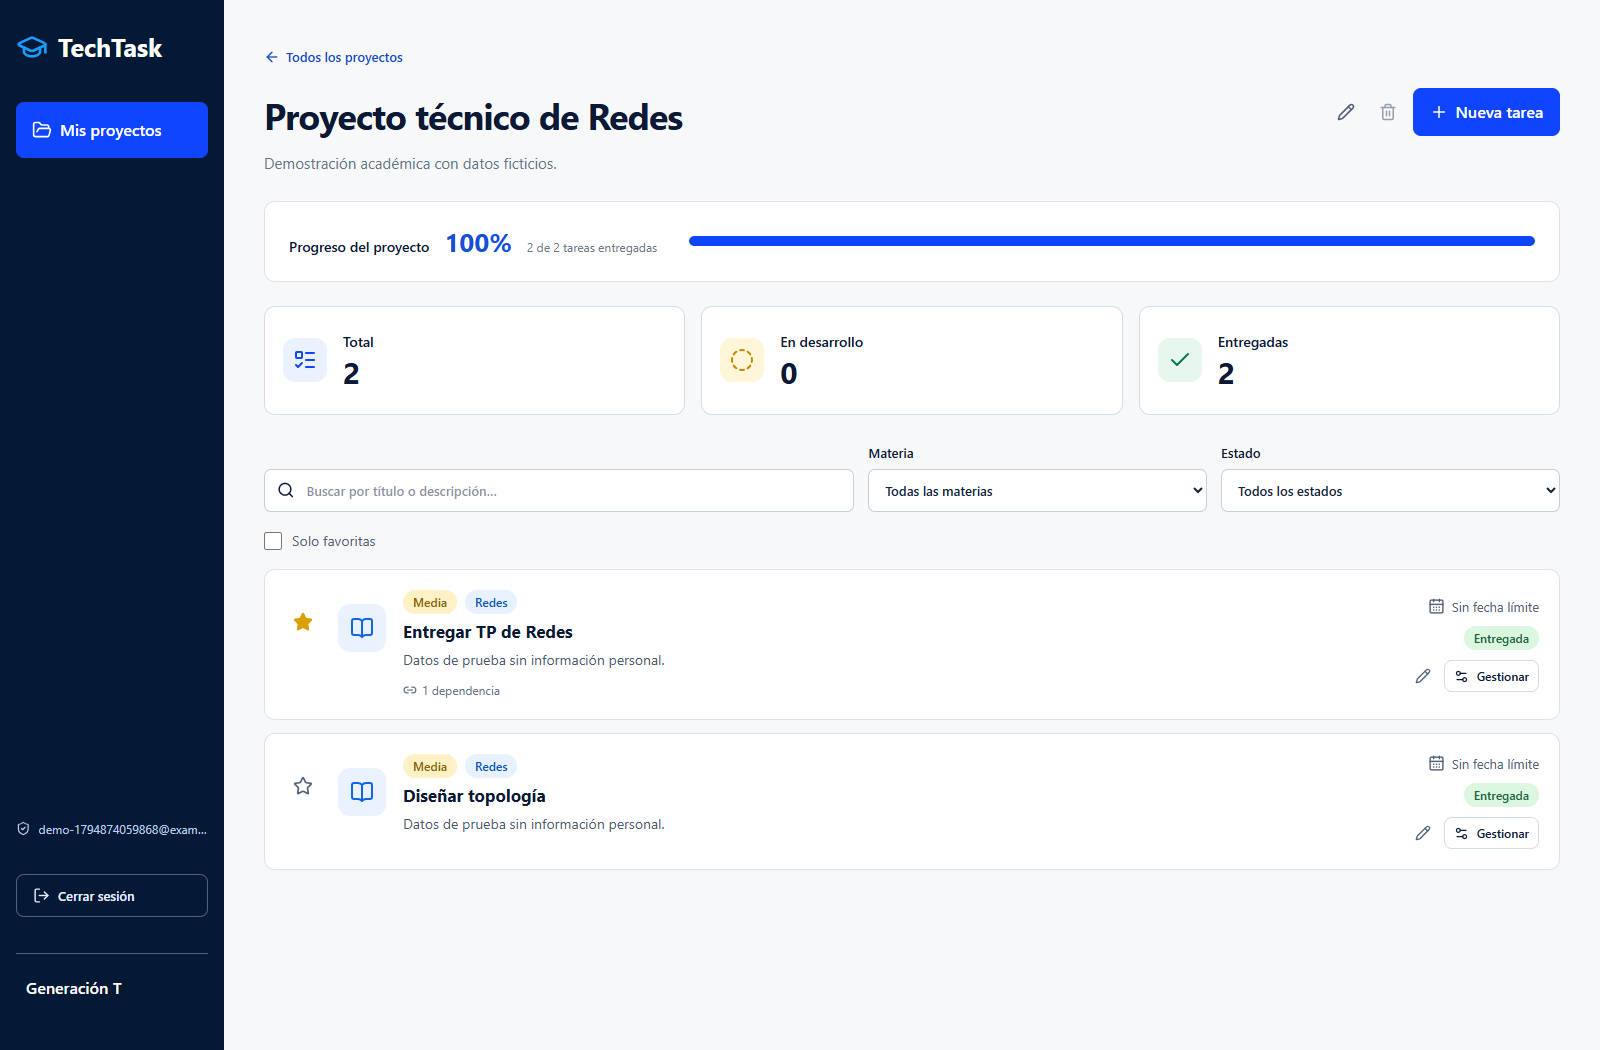 TechTask
Mis proyectos
demo-1794874059868@exam...
Cerrar sesión
Generación T
Todos los proyectos
Proyecto técnico de Redes
Nueva tarea
Demostración académica con datos ficticios.
Progreso del proyecto 100% 2 de 2 tareas entregadas
Total
2
En desarrollo
0
Entregadas
2
Buscar por título o descripción...
Materia
Todas las materias
Estado
Todos los estados
Solo favoritas
Media Redes
Entregar TP de Redes
Datos de prueba sin información personal.
1 dependencia
Sin fecha límite
Entregada
Gestionar
Media Redes
Diseñar topología
Datos de prueba sin información personal.
Sin fecha límite
Entregada
Gestionar